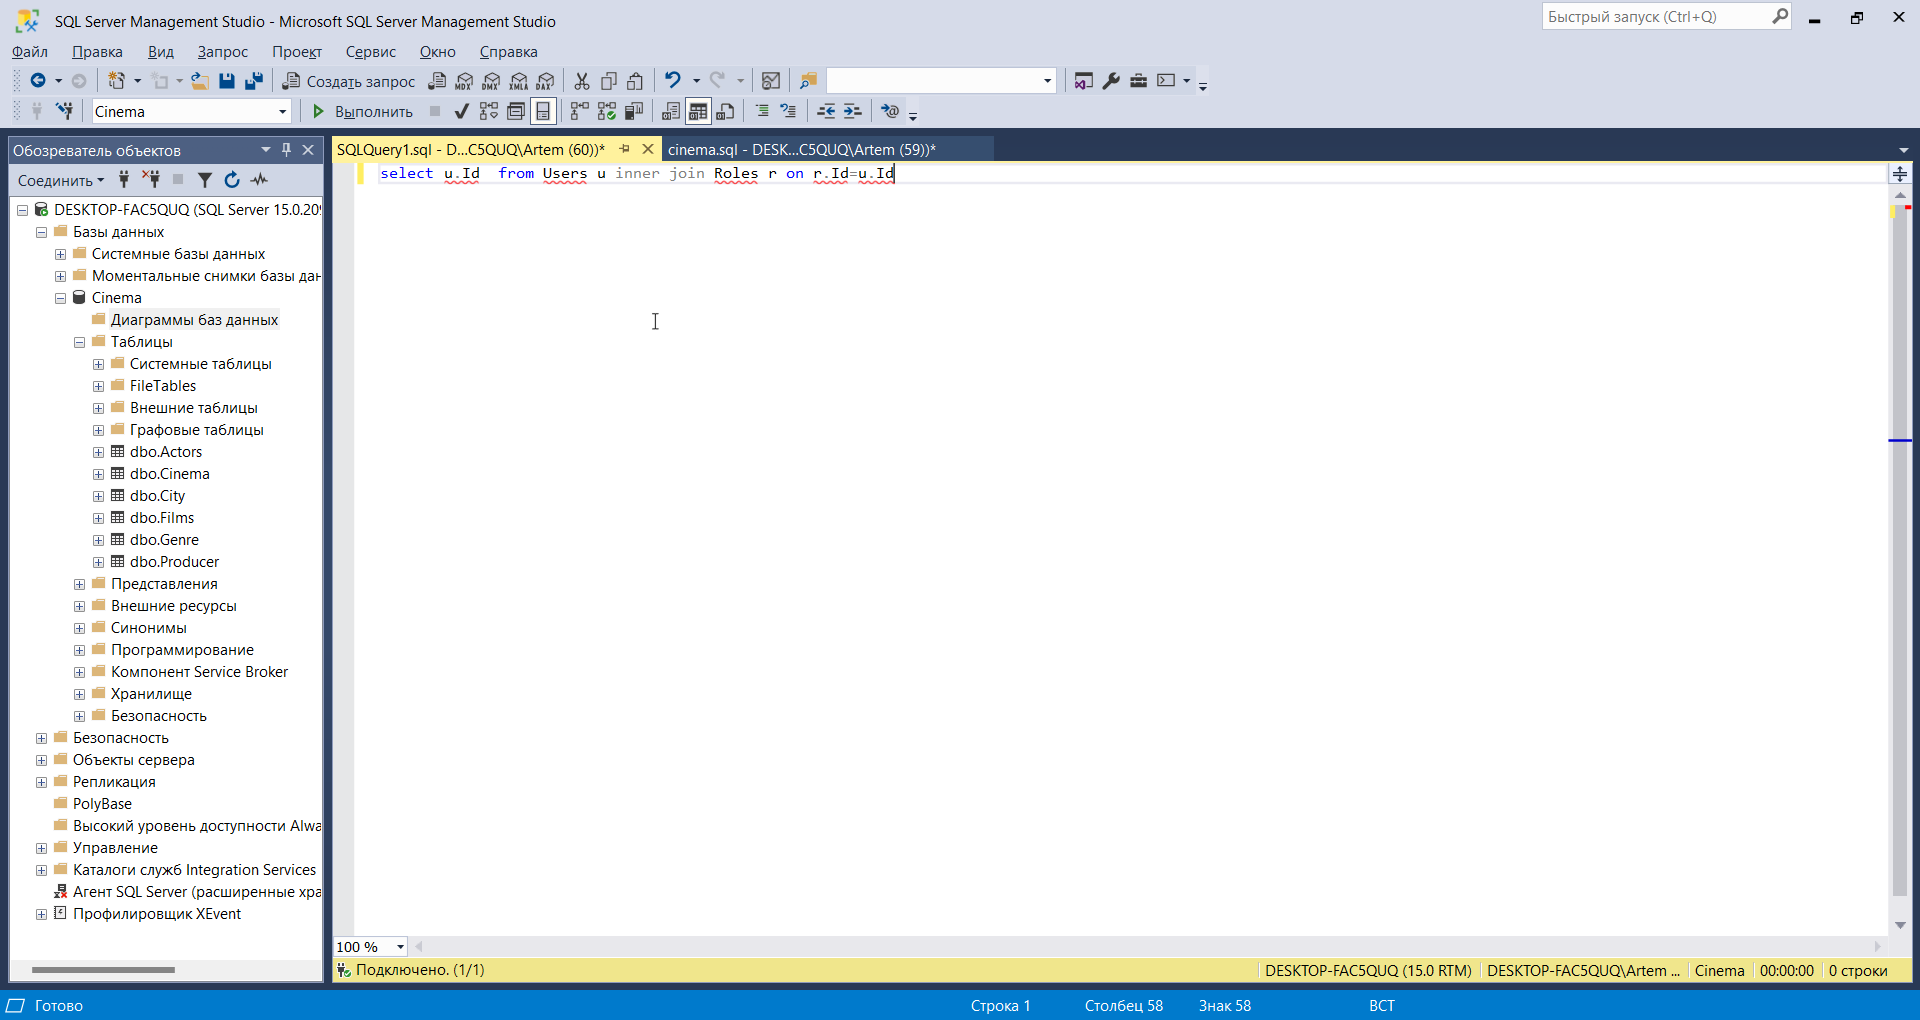 SQL Server Management Studio - Microsoft SQL Server Management Studio
Быстрый запуск (Ctrl+Q)
Файл Правка Вид Запрос Проект Сервис Окно Справка
Создать запрос MDX DMX XMLA DAX
Cinema Выполнить
Обозреватель объектов
SQLQuery1.sql - D...C5QUQ\Artem (60))* cinema.sql - DESK...C5QUQ\Artem (59))*
Соединить
select u.Id  from Users u inner join Roles r on r.Id=u.Id
DESKTOP-FAC5QUQ (SQL Server 15.0.209
Базы данных
Системные базы данных
Моментальные снимки базы дан
Cinema
Диаграммы баз данных
Таблицы
Системные таблицы
FileTables
Внешние таблицы
Графовые таблицы
dbo.Actors
dbo.Cinema
dbo.City
dbo.Films
dbo.Genre
dbo.Producer
Представления
Внешние ресурсы
Синонимы
Программирование
Компонент Service Broker
Хранилище
Безопасность
Безопасность
Объекты сервера
Репликация
PolyBase
Высокий уровень доступности Alwa
Управление
Каталоги служб Integration Services
Агент SQL Server (расширенные хра
Профилировщик XEvent
100 %
Подключено. (1/1) DESKTOP-FAC5QUQ (15.0 RTM) DESKTOP-FAC5QUQ\Artem ... Cinema 00:00:00 0 строки
Готово Строка 1 Столбец 58 Знак 58 ВСТ